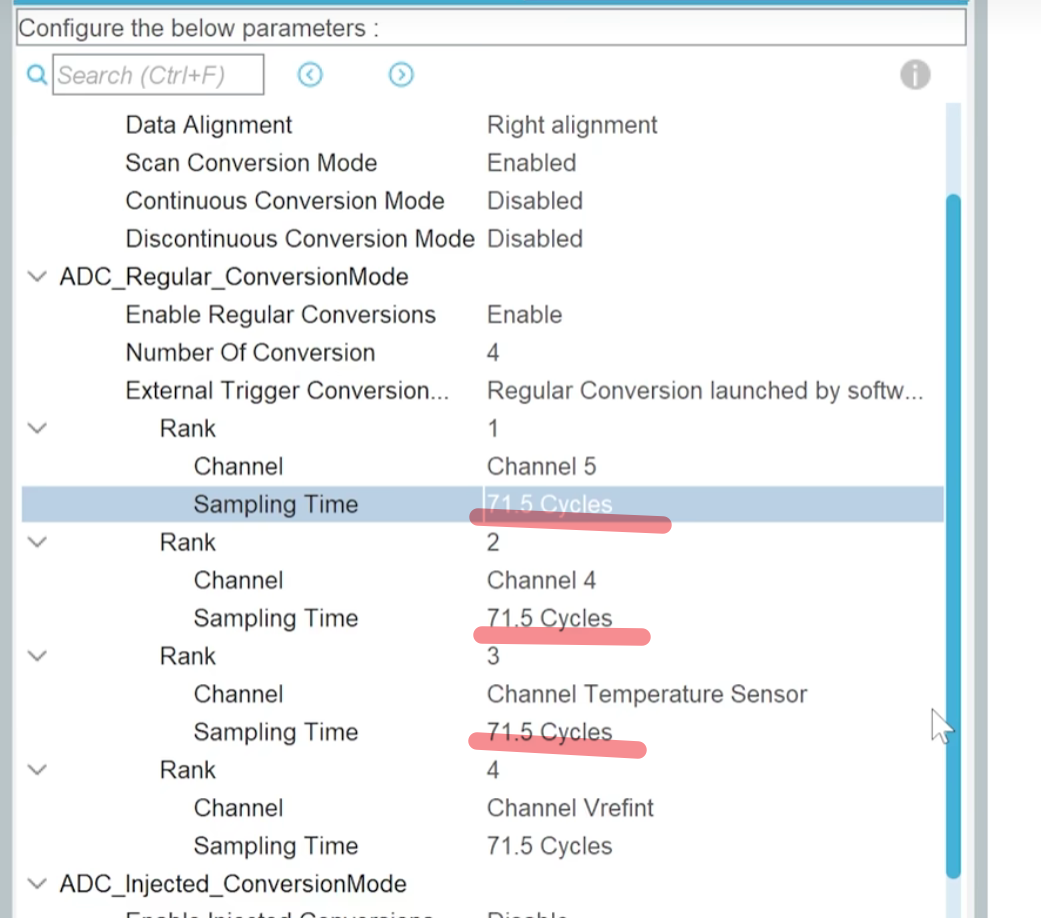 Configure the below parameters :
Search (Ctrl+F)
Data Alignment Right alignment
Scan Conversion Mode Enabled
Continuous Conversion Mode Disabled
Discontinuous Conversion Mode Disabled
ADC_Regular_ConversionMode
Enable Regular Conversions Enable
Number Of Conversion 4
External Trigger Conversion... Regular Conversion launched by softw...
Rank 1
Channel Channel 5
Sampling Time 71.5 Cycles
Rank 2
Channel Channel 4
Sampling Time 71.5 Cycles
Rank 3
Channel Channel Temperature Sensor
Sampling Time 71.5 Cycles
Rank 4
Channel Channel Vrefint
Sampling Time 71.5 Cycles
ADC_Injected_ConversionMode